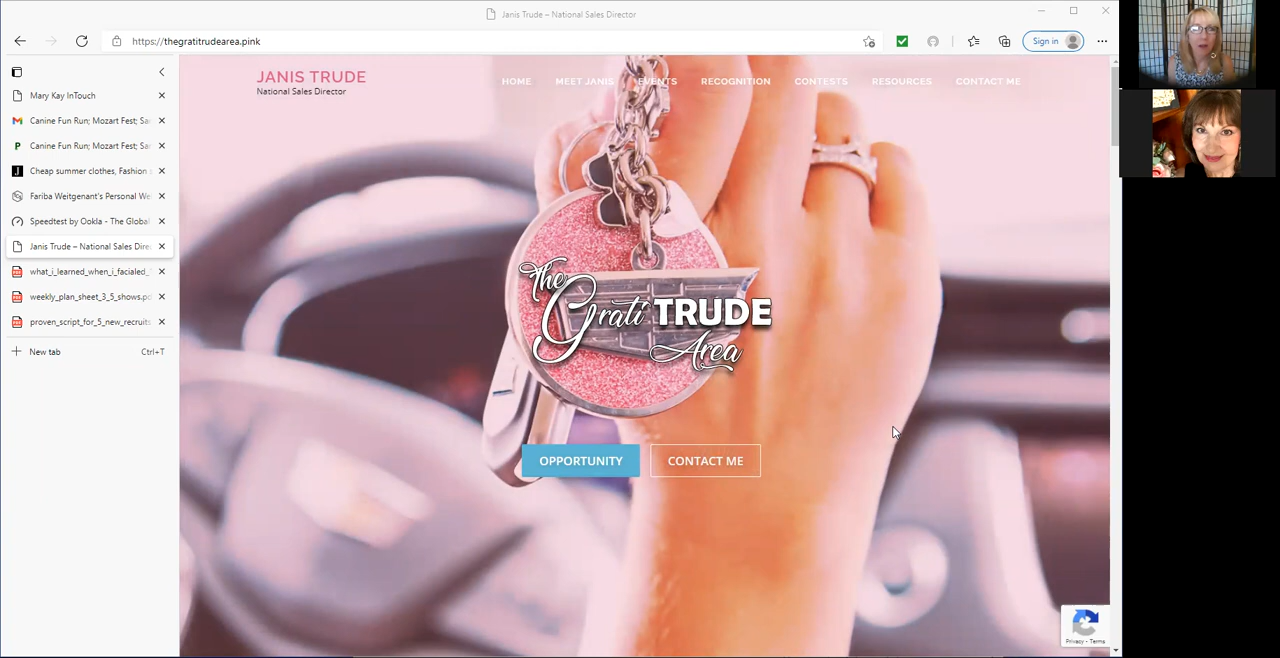 Janis Trude – National Sales Director
https://thegratitrudearea.pink
Sign in
Mary Kay InTouch
Canine Fun Run; Mozart Fest; Sa
Canine Fun Run; Mozart Fest; Sa
Cheap summer clothes, Fashion
Fariba Weitgenant's Personal We
Speedtest by Ookla - The Global
Janis Trude – National Sales Dire
what_i_learned_when_i_facialed_
weekly_plan_sheet_3_5_shows.pd
proven_script_for_5_new_recruits
New tab Ctrl+T
JANIS TRUDE
National Sales Director
HOME MEET JANIS EVENTS RECOGNITION CONTESTS RESOURCES CONTACT ME
The
Grati TRUDE
Area
OPPORTUNITY CONTACT ME
Privacy - Terms